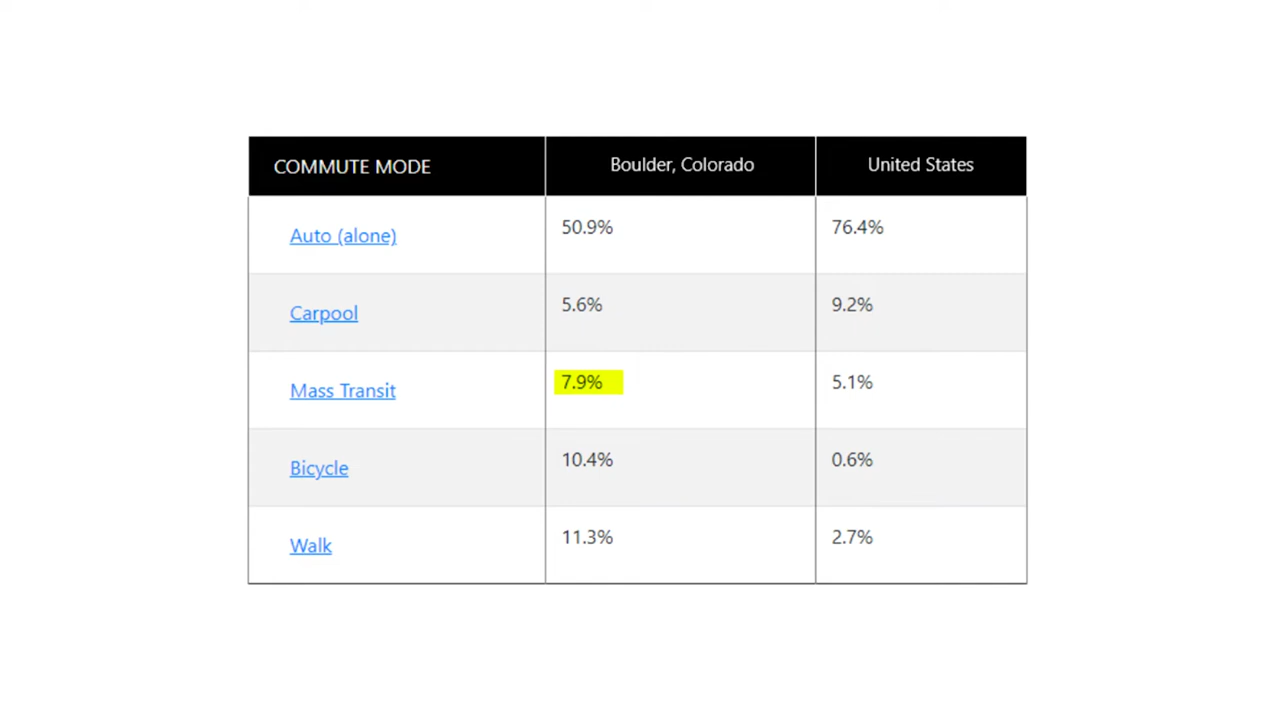 COMMUTE MODE Boulder, Colorado United States
Auto (alone) 50.9% 76.4%
Carpool 5.6% 9.2%
Mass Transit 7.9% 5.1%
Bicycle 10.4% 0.6%
Walk 11.3% 2.7%